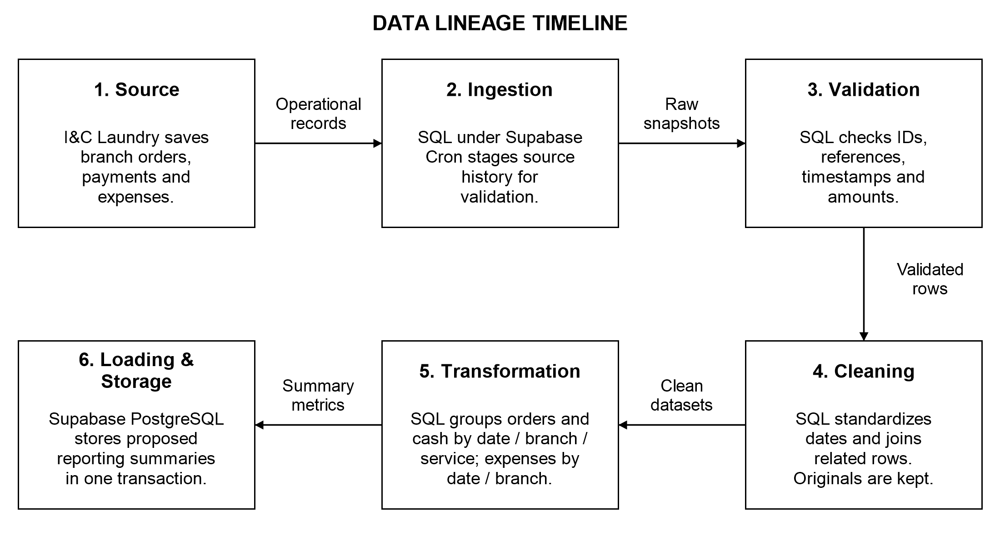 DATA LINEAGE TIMELINE
1. Source
I&C Laundry saves
branch orders,
payments and
expenses.
Operational
records
2. Ingestion
SQL under Supabase
Cron stages source
history for
validation.
Raw
snapshots
3. Validation
SQL checks IDs,
references,
timestamps and
amounts.
Validated
rows
4. Cleaning
SQL standardizes
dates and joins
related rows.
Originals are kept.
Clean
datasets
5. Transformation
SQL groups orders and
cash by date / branch /
service; expenses by
date / branch.
Summary
metrics
6. Loading &
Storage
Supabase PostgreSQL
stores proposed
reporting summaries
in one transaction.